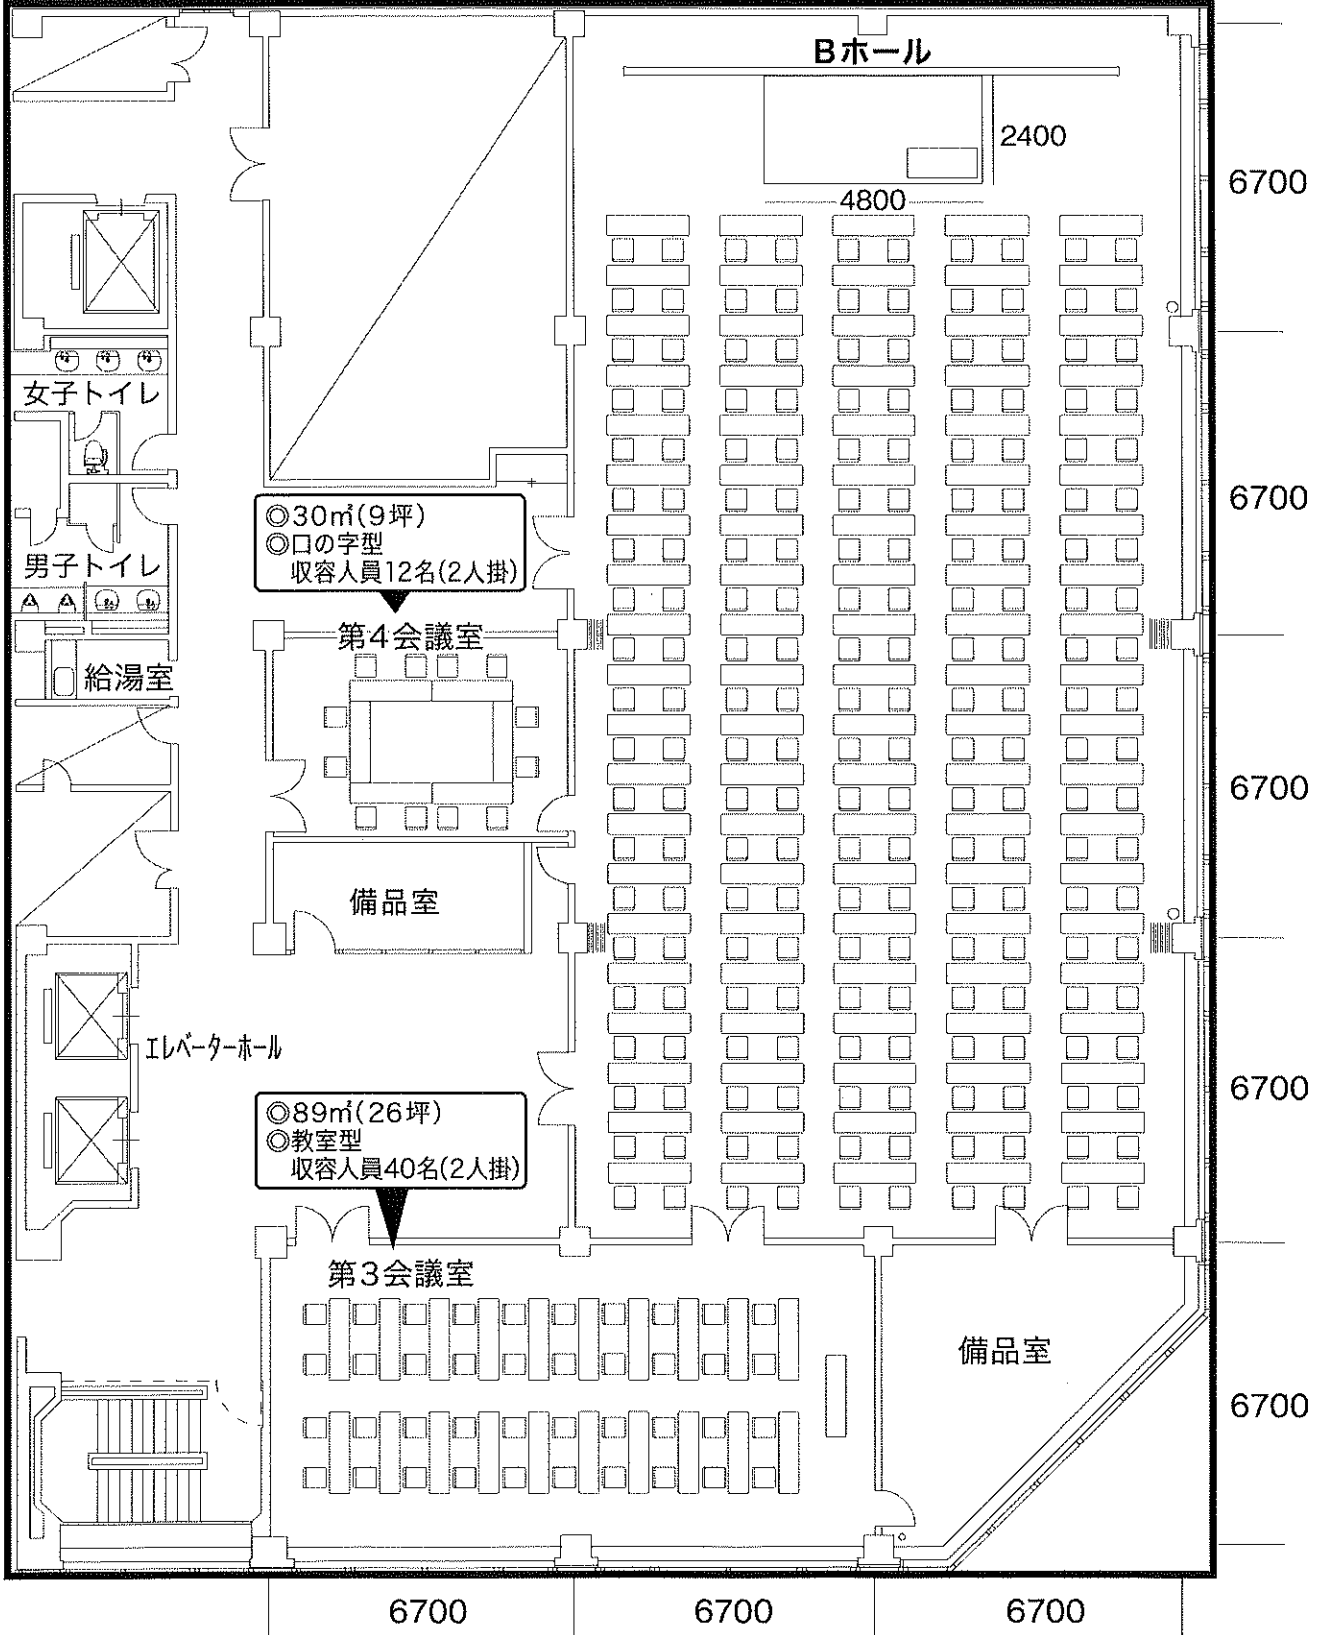 Bホール
2400
6700
4800
女子トイレ
6700
◎30㎡(9坪)
◎口の字型
収容人員12名(2人掛)
男子トイレ
第4会議室
給湯室
6700
備品室
エレベーターホール
6700
◎89㎡(26坪)
◎教室型
収容人員40名(2人掛)
第3会議室
備品室
6700
6700
6700
6700